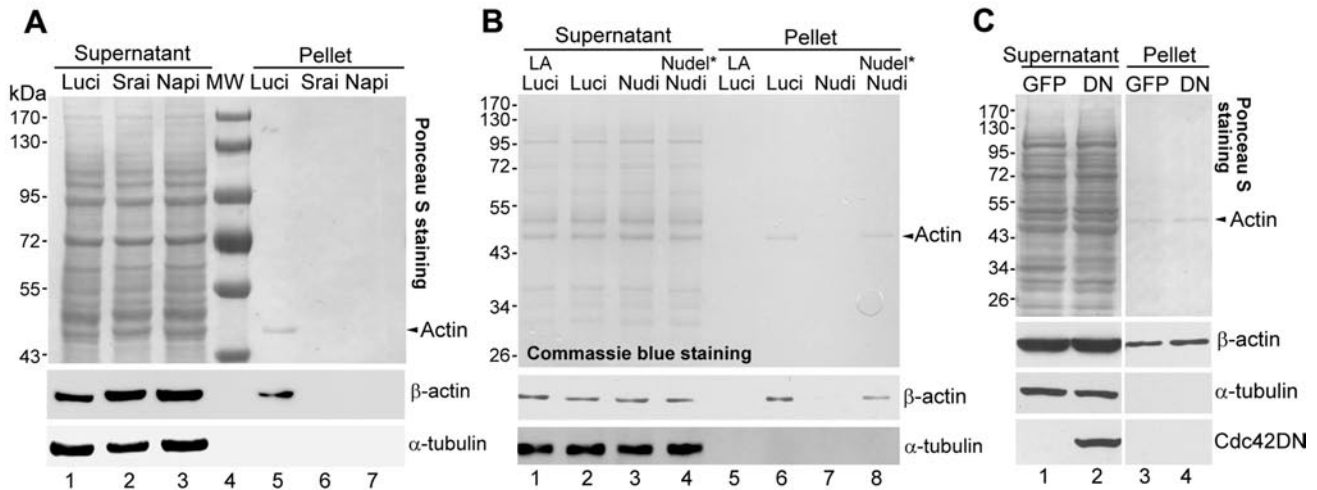 A
Supernatant Pellet
Luci Srai Napi MW Luci Srai Napi
kDa
170-
130-
95-
72-
55-
43-
Ponceau S staining
Actin
β-actin
α-tubulin
1 2 3 4 5 6 7
B
Supernatant Pellet
LA Nudel* LA Nudel*
Luci Luci Nudi Nudi Luci Luci Nudi Nudi
170-
130-
95-
72-
55-
43-
34-
26-
Actin
Commassie blue staining
β-actin
α-tubulin
1 2 3 4 5 6 7 8
C
Supernatant Pellet
GFP DN GFP DN
170-
130-
95-
72-
55-
43-
34-
26-
Ponceau S
staining
Actin
β-actin
α-tubulin
Cdc42DN
1 2 3 4